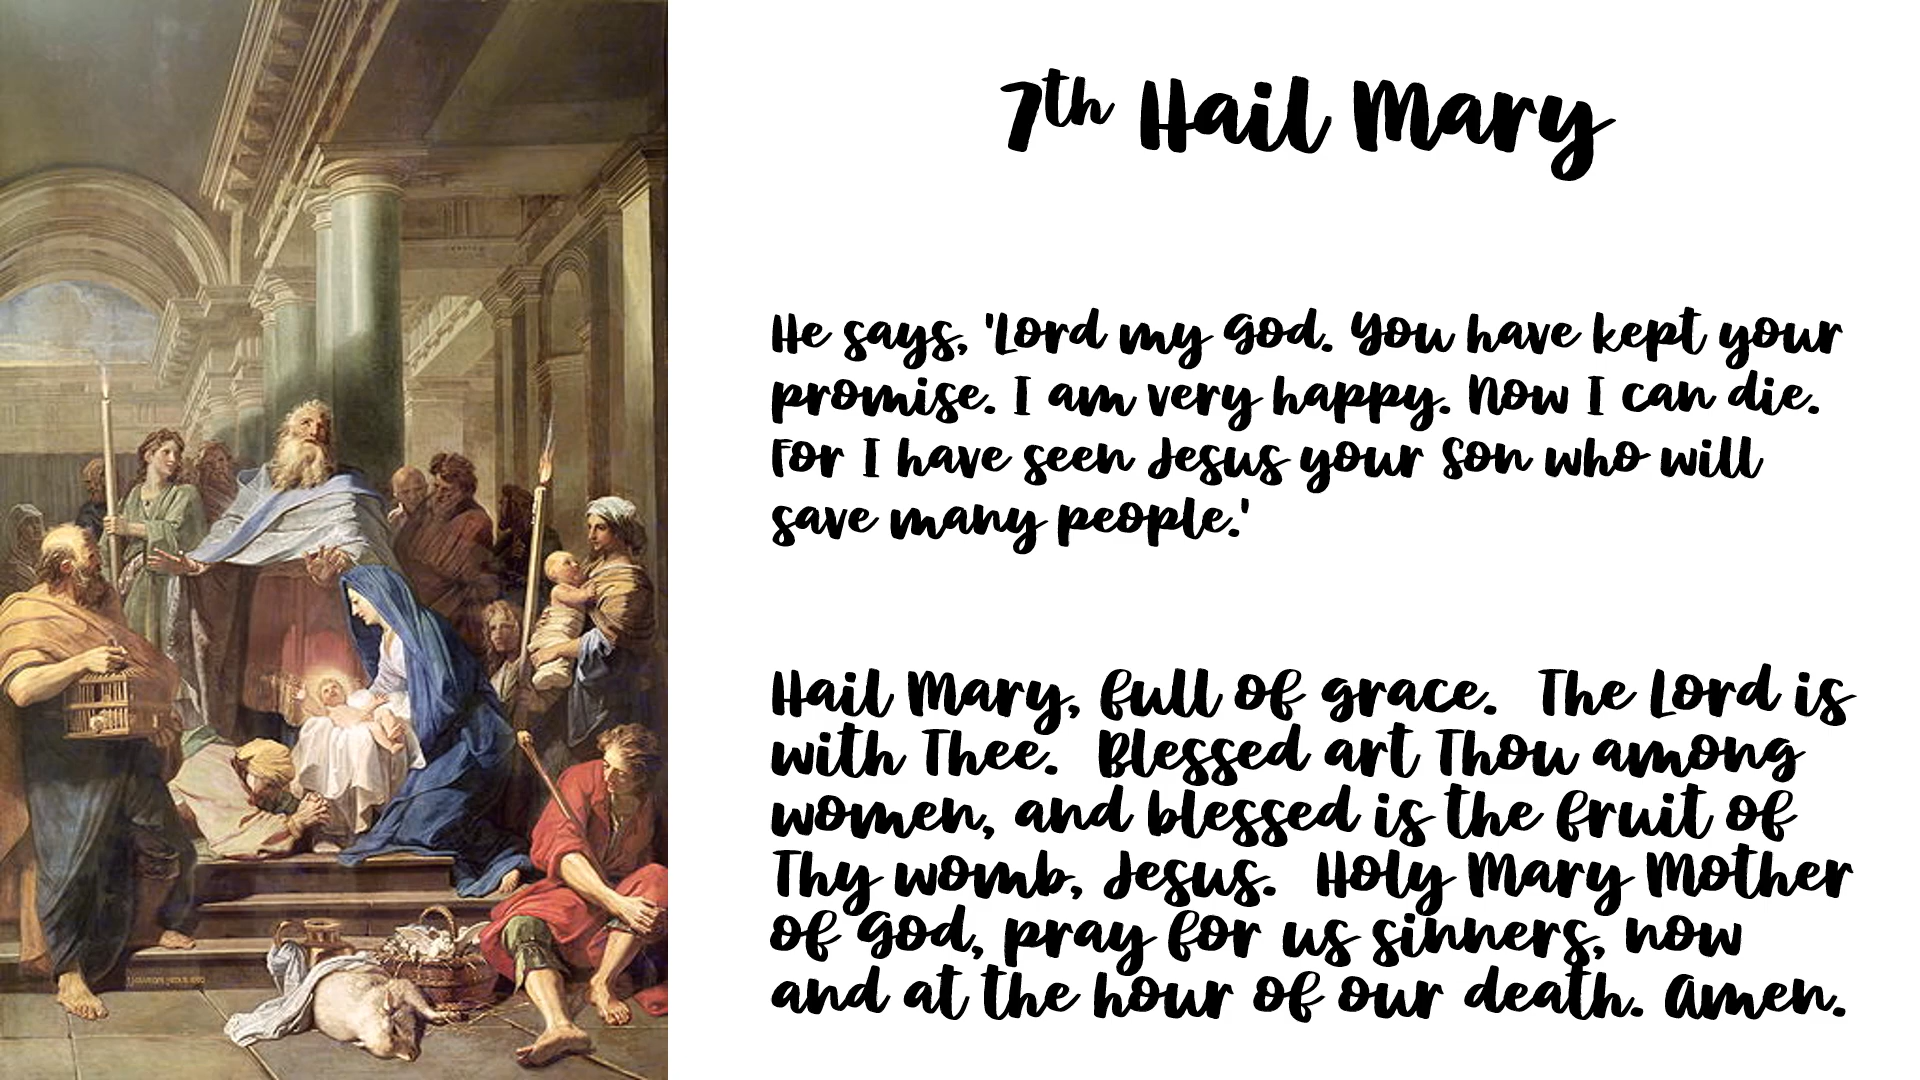 7th Hail Mary
He says, 'Lord my God. You have kept your
promise. I am very happy. Now I can die.
For I have seen Jesus your Son who will
save many people.'
Hail Mary, full of grace.  The Lord is
with Thee.  Blessed art Thou among
women, and blessed is the fruit of
Thy womb, Jesus.  Holy Mary Mother
of God, pray for us sinners, now
and at the hour of our death. Amen.